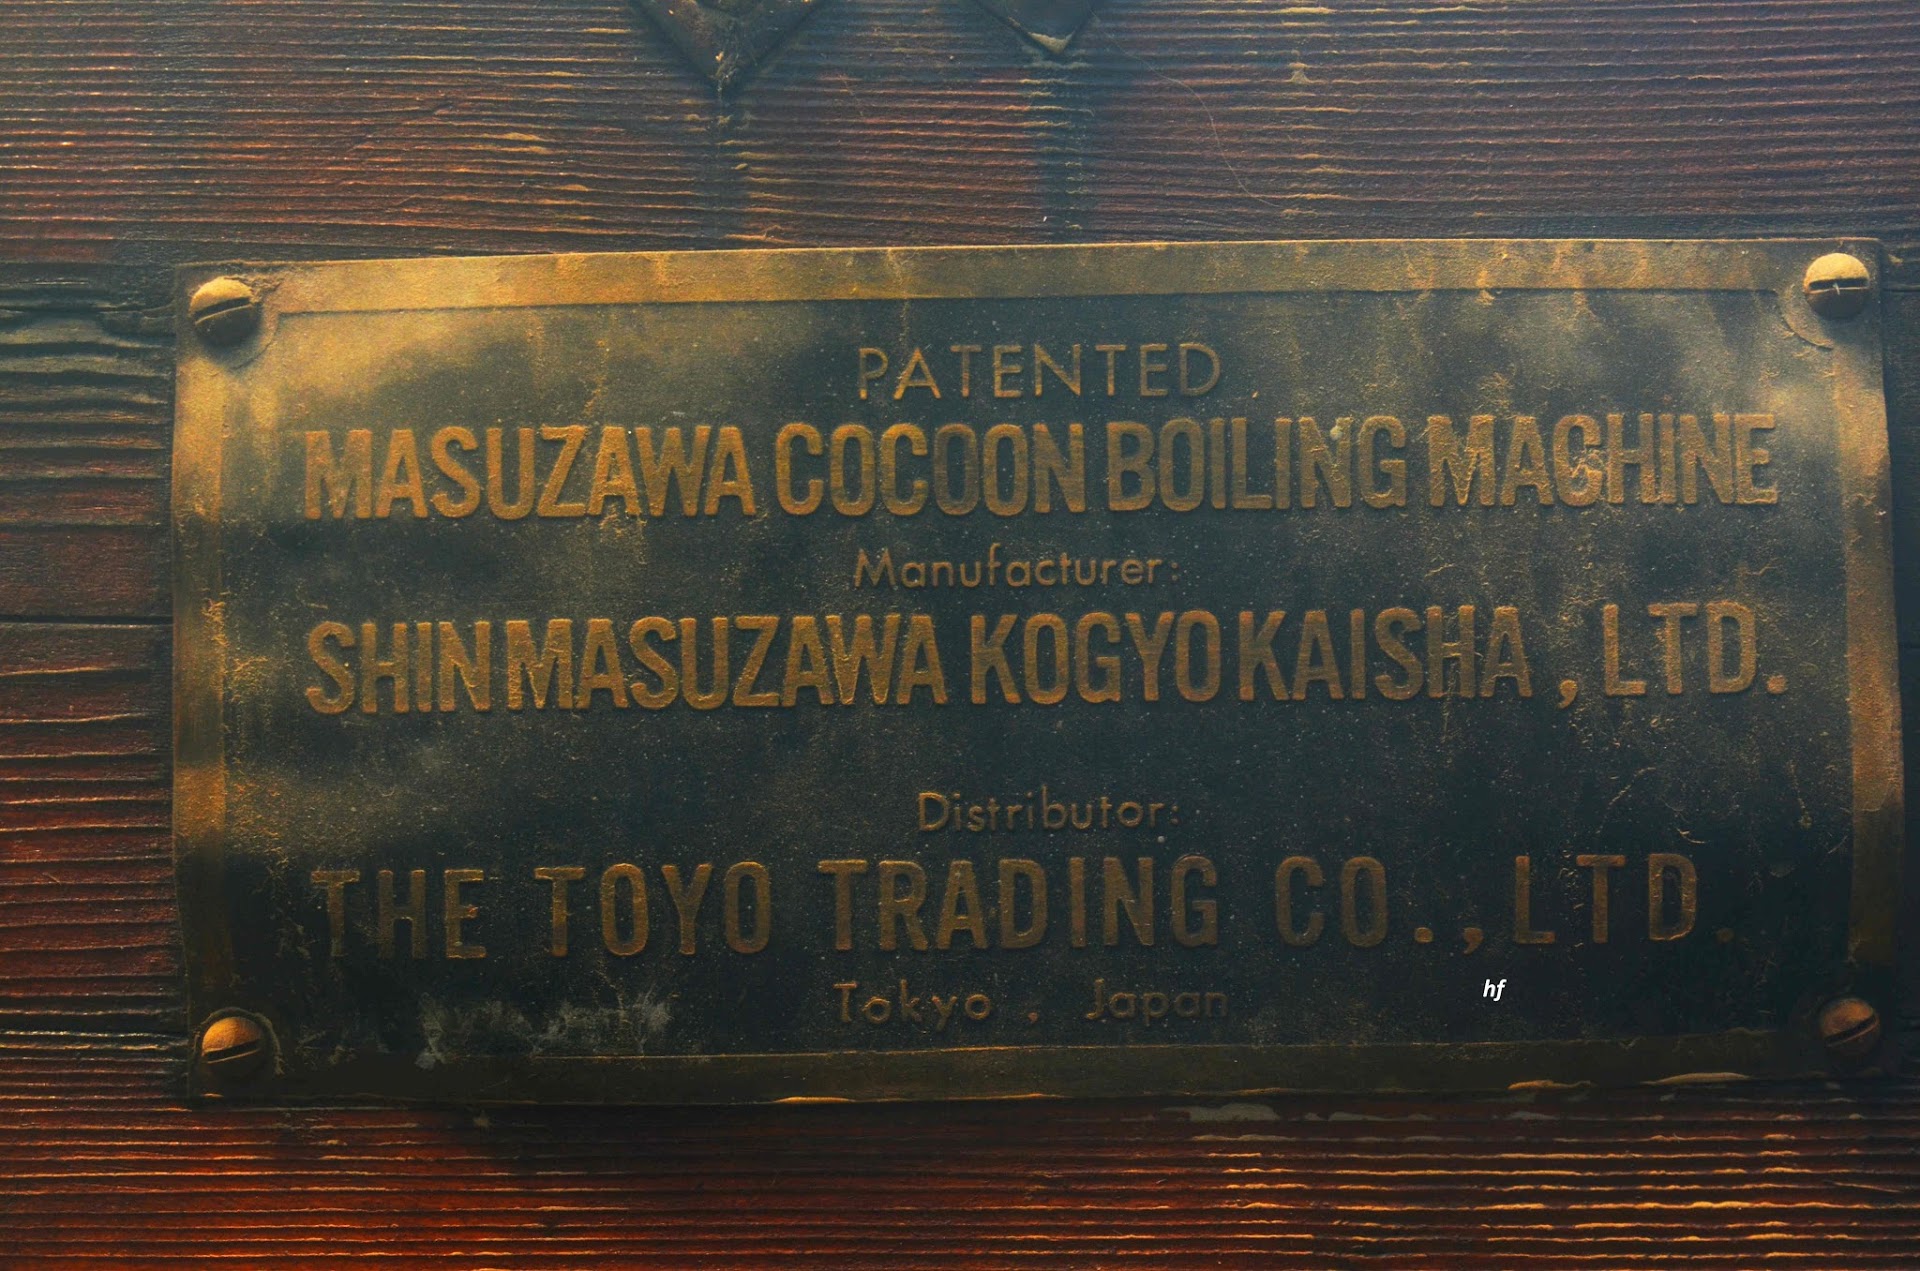 PATENTED
MASUZAWA COCOON BOILING MACHINE
Manufacturer:
SHIN MASUZAWA KOGYO KAISHA, LTD.
Distributor:
THE TOYO TRADING CO., LTD.
Tokyo, Japan
hf